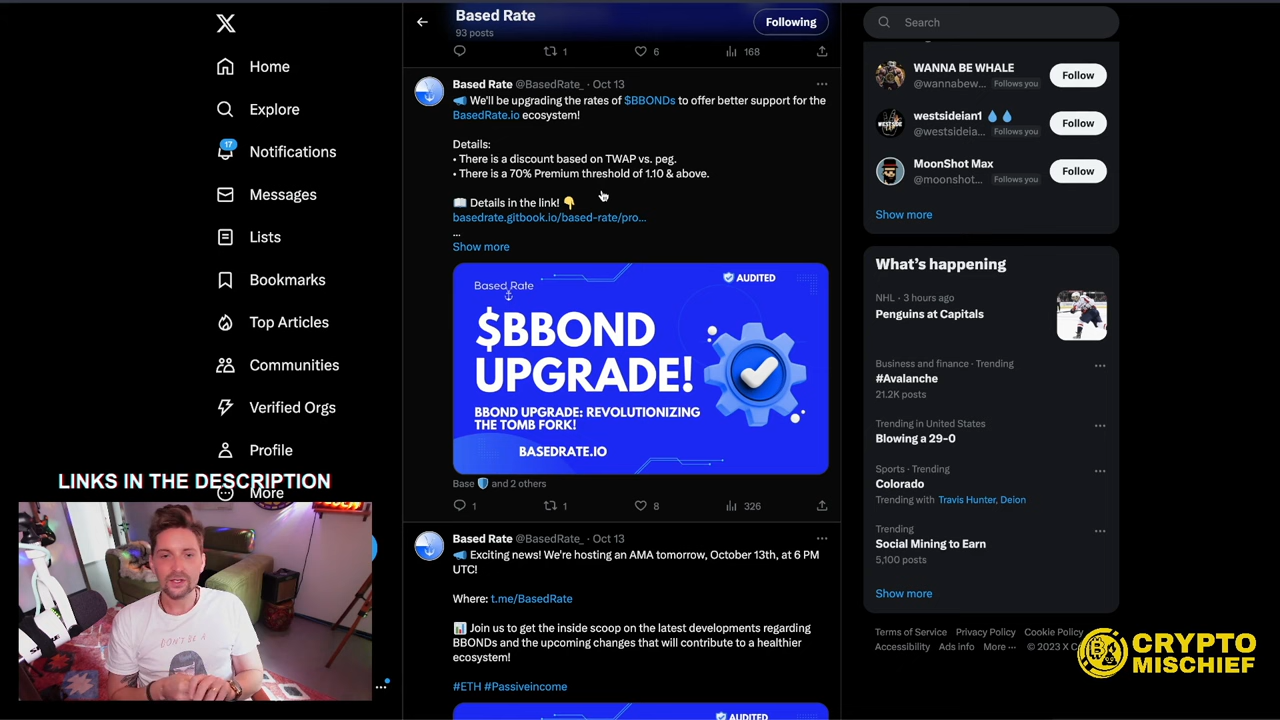 Home
Explore
17
Notifications
Messages
Lists
Bookmarks
Top Articles
Communities
Verified Orgs
Profile
More
LINKS IN THE DESCRIPTION
Based Rate
93 posts
Following
1
6
168
Based Rate @BasedRate_ · Oct 13
📣 We'll be upgrading the rates of $BBONDs to offer better support for the
BasedRate.io ecosystem!
Details:
• There is a discount based on TWAP vs. peg.
• There is a 70% Premium threshold of 1.10 & above.
📖 Details in the link! 👇
basedrate.gitbook.io/based-rate/pro...
...
Show more
Based Rate
AUDITED
$BBOND
UPGRADE!
BBOND UPGRADE: REVOLUTIONIZING
THE TOMB FORK!
BASEDRATE.IO
Base 🛡️ and 2 others
1
1
8
326
Based Rate @BasedRate_ · Oct 13
📣 Exciting news! We're hosting an AMA tomorrow, October 13th, at 6 PM
UTC!
Where: t.me/BasedRate
📊 Join us to get the inside scoop on the latest developments regarding
BBONDs and the upcoming changes that will contribute to a healthier
ecosystem!
#ETH #Passiveincome
AUDITED
Search
WANNA BE WHALE
@wannabew... Follows you
Follow
westsideian1 💧💧
@westsideia... Follows you
Follow
MoonShot Max
@moonshot... Follows you
Follow
Show more
What's happening
NHL · 3 hours ago
Penguins at Capitals
Business and finance · Trending
#Avalanche
21.2K posts
Trending in United States
Blowing a 29-0
Sports · Trending
Colorado
Trending with Travis Hunter, Deion
Trending
Social Mining to Earn
5,100 posts
Show more
Terms of Service Privacy Policy Cookie Policy
Accessibility Ads info More ··· © 2023 X
CRYPTO
MISCHIEF